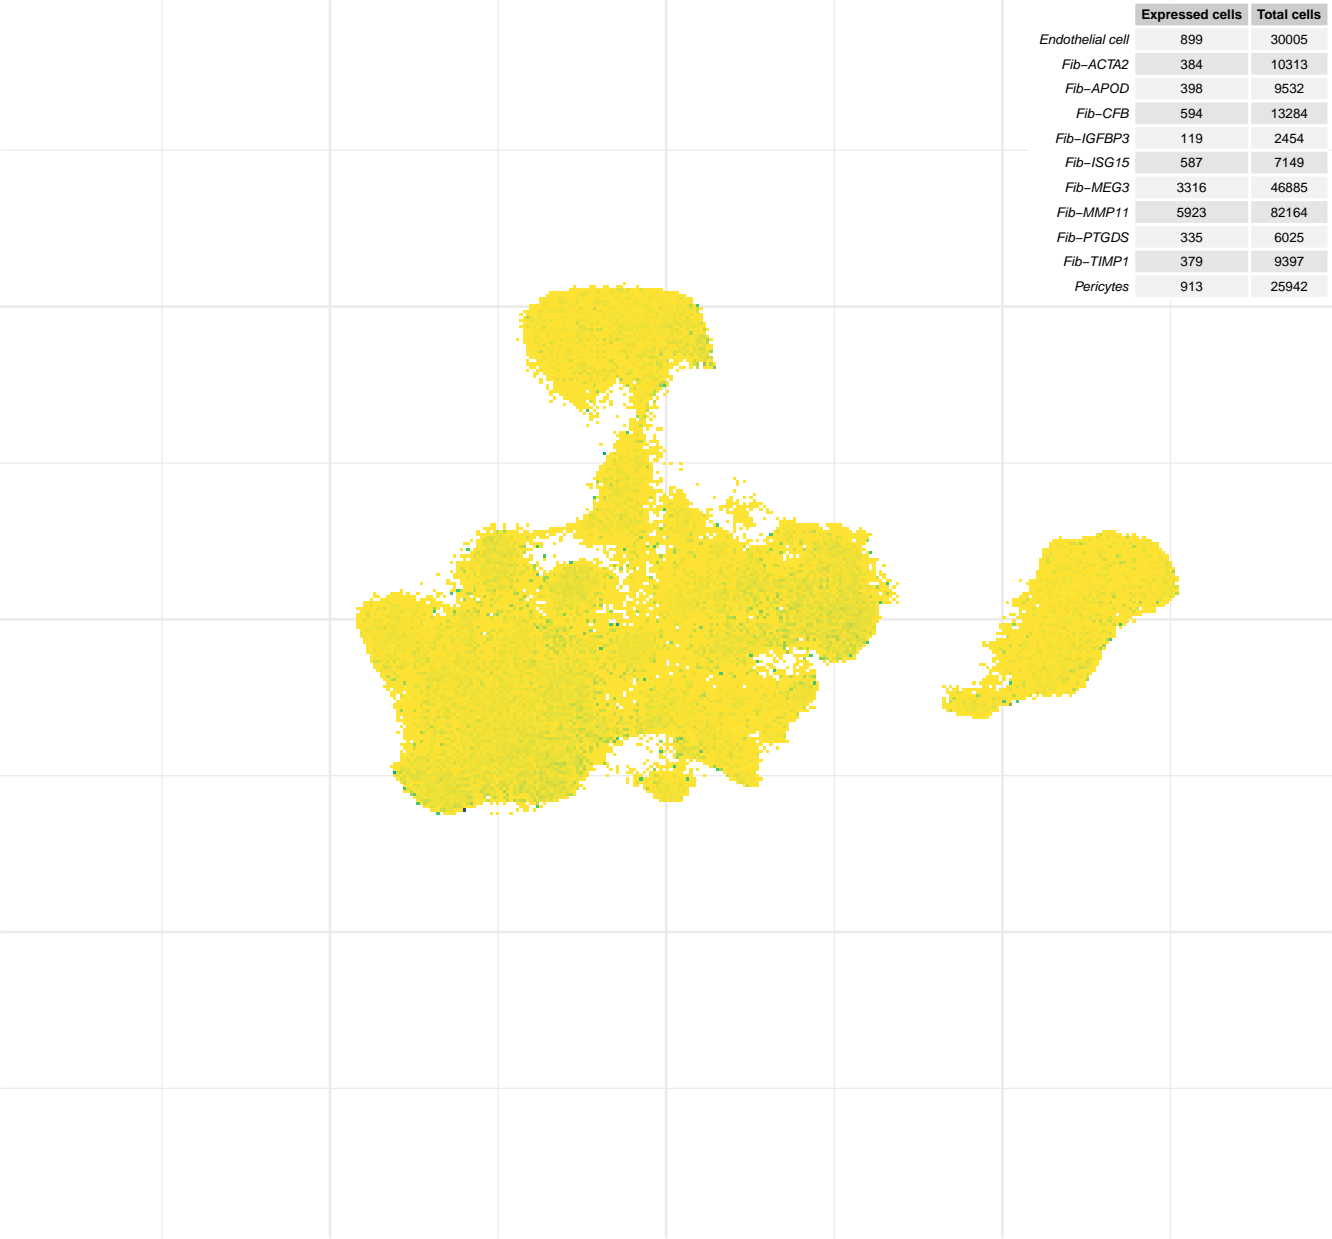 Expressed cells Total cells
Endothelial cell 899 30005
Fib−ACTA2 384 10313
Fib−APOD 398 9532
Fib−CFB 594 13284
Fib−IGFBP3 119 2454
Fib−ISG15 587 7149
Fib−MEG3 3316 46885
Fib−MMP11 5923 82164
Fib−PTGDS 335 6025
Fib−TIMP1 379 9397
Pericytes 913 25942